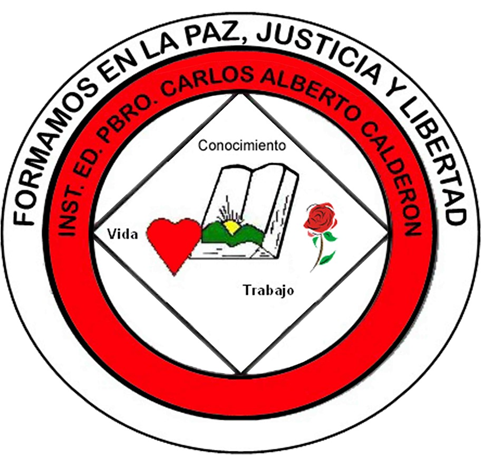 FORMAMOS EN LA PAZ, JUSTICIA Y LIBERTAD
INST. ED. PBRO. CARLOS ALBERTO CALDERON
Conocimiento
Vida
Trabajo